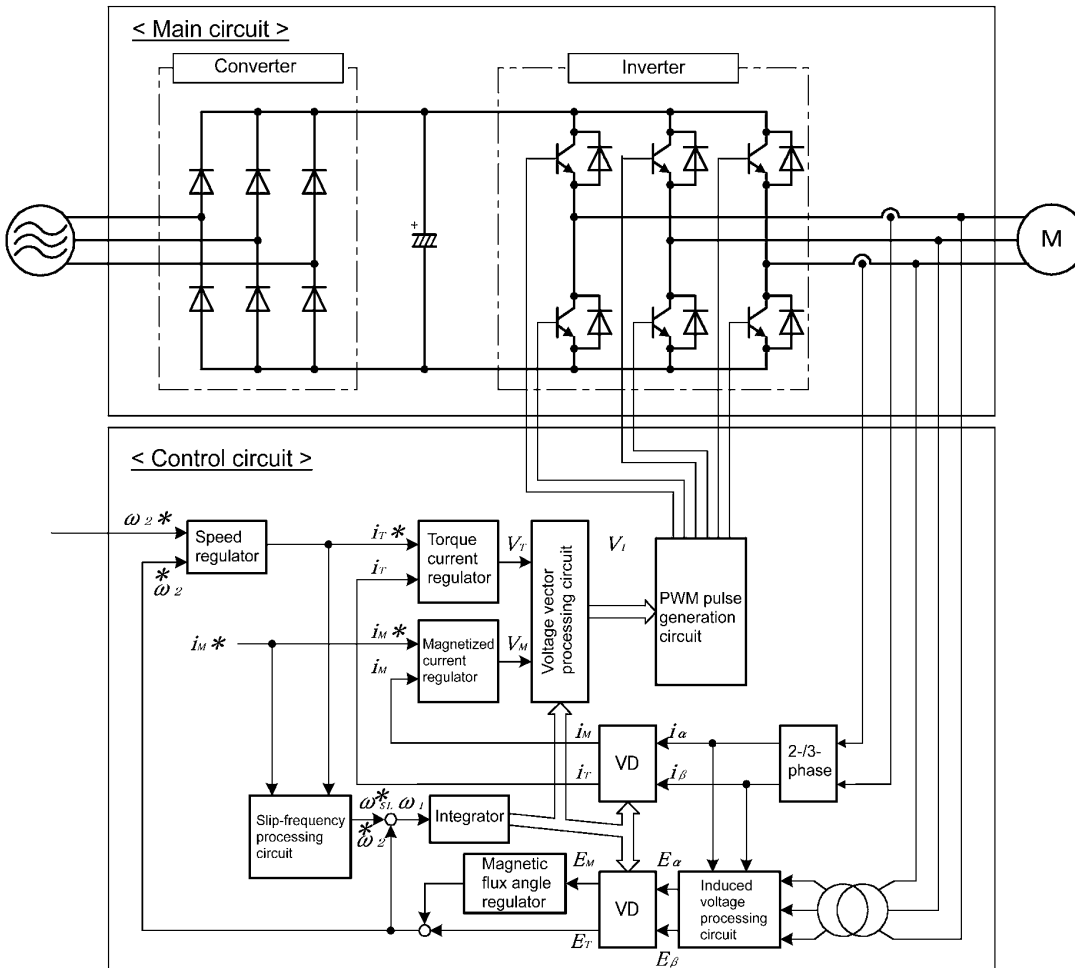 < Main circuit >
Converter
Inverter
+
M
< Control circuit >
ω2*
Speed
regulator
*
ω2
iT*
iT
Torque
current
regulator
VT
Voltage vector
processing circuit
V1
PWM pulse
generation
circuit
iM*
iM*
iM
Magnetized
current
regulator
VM
iM
iT
VD
iα
iβ
2-/3-
phase
Slip-frequency
processing
circuit
ω*SL
*
ω2
ω1
Integrator
Magnetic
flux angle
regulator
EM
ET
VD
Eα
Eβ
Induced
voltage
processing
circuit